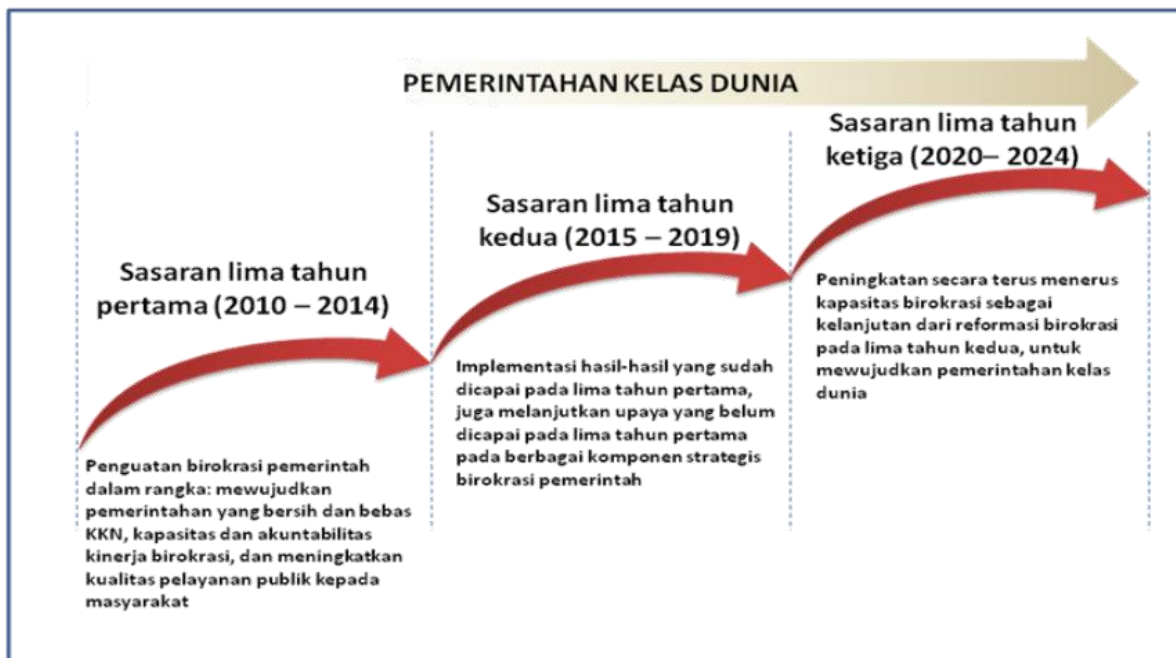 PEMERINTAHAN KELAS DUNIA
Sasaran lima tahun
pertama (2010 – 2014)
Penguatan birokrasi pemerintah
dalam rangka: mewujudkan
pemerintahan yang bersih dan bebas
KKN, kapasitas dan akuntabilitas
kinerja birokrasi, dan meningkatkan
kualitas pelayanan publik kepada
masyarakat
Sasaran lima tahun
kedua (2015 – 2019)
Implementasi hasil-hasil yang sudah
dicapai pada lima tahun pertama,
juga melanjutkan upaya yang belum
dicapai pada lima tahun pertama
pada berbagai komponen strategis
birokrasi pemerintah
Sasaran lima tahun
ketiga (2020– 2024)
Peningkatan secara terus menerus
kapasitas birokrasi sebagai
kelanjutan dari reformasi birokrasi
pada lima tahun kedua, untuk
mewujudkan pemerintahan kelas
dunia